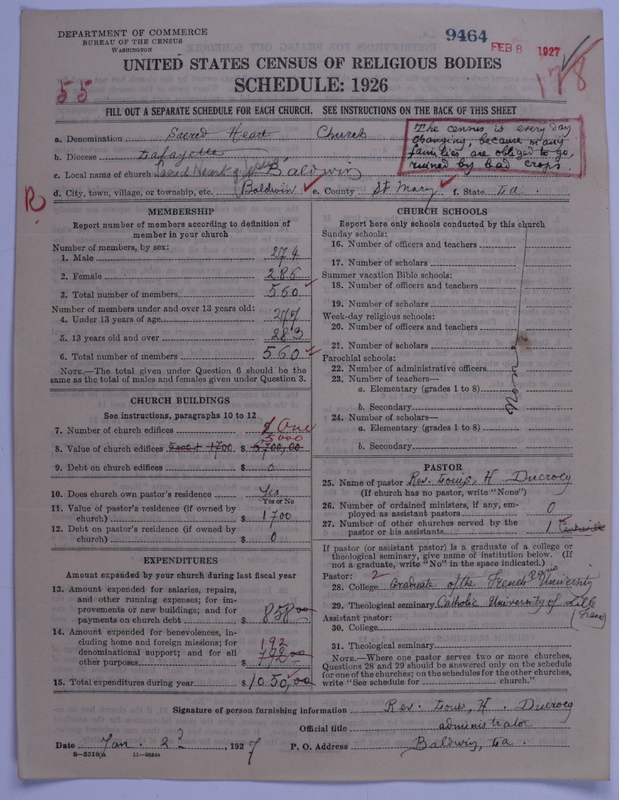 DEPARTMENT OF COMMERCE
BUREAU OF THE CENSUS
WASHINGTON
9464
FEB 8 1927
UNITED STATES CENSUS OF RELIGIOUS BODIES
SCHEDULE: 1926
55
178
FILL OUT A SEPARATE SCHEDULE FOR EACH CHURCH. SEE INSTRUCTIONS ON THE BACK OF THIS SHEET
a. Denomination Sacred Heart Church
b. Diocese Lafayette
c. Local name of church Sacred Heart Baldwin
d. City, town, village, or township, etc. Baldwin e. County St Mary f. State La.
The census is every day
changing, because many
families are obliged to go,
ruined by bad crops.
R
MEMBERSHIP
Report number of members according to definition of
member in your church
Number of members, by sex:
1. Male 274
2. Female 286
3. Total number of members 560
Number of members under and over 13 years old:
4. Under 13 years of age 277
5. 13 years old and over 283
6. Total number of members 560
NOTE.—The total given under Question 6 should be the
same as the total of males and females given under Question 3.
CHURCH BUILDINGS
See instructions, paragraphs 10 to 12
7. Number of church edifices One
5000
8. Value of church edifices $ 5700,00
9. Debt on church edifices $ 0
10. Does church own pastor's residence Yes
Yes or No
11. Value of pastor's residence (if owned by
church) $ 1700
12. Debt on pastor's residence (if owned by
church) $ 0
EXPENDITURES
Amount expended by your church during last fiscal year
13. Amount expended for salaries, repairs,
and other running expenses; for im-
provements or new buildings; and for
payments on church debt $ 858 00
14. Amount expended for benevolences, in-
cluding home and foreign missions; for
denominational support; and for all
other purposes $ 192
15. Total expenditures during year $ 1050,00
CHURCH SCHOOLS
Report here only schools conducted by this church
Sunday schools:
16. Number of officers and teachers
17. Number of scholars
Summer vacation Bible schools:
18. Number of officers and teachers
19. Number of scholars
Week-day religious schools:
20. Number of officers and teachers
21. Number of scholars
Parochial schools:
22. Number of administrative officers
23. Number of teachers—
a. Elementary (grades 1 to 8)
b. Secondary
24. Number of scholars—
a. Elementary (grades 1 to 8)
b. Secondary
None
PASTOR
25. Name of pastor Rev. Louis, H Ducrocq
(If church has no pastor, write "None")
26. Number of ordained ministers, if any, em-
ployed as assistant pastors 0
27. Number of other churches served by the
pastor or his assistants 1
If pastor (or assistant pastor) is a graduate of a college or
theological seminary, give name of institution below. (If
not a graduate, write "No" in the space indicated.)
Pastor: 2
28. College Graduate of the French University
29. Theological seminary Catholic University of Lille
(France)
Assistant pastor:
30. College
31. Theological seminary
NOTE.—Where one pastor serves two or more churches,
Questions 28 and 29 should be answered only on the schedule
for one of the churches; on the schedules for the other churches,
write "See schedule for church."
Signature of person furnishing information Rev: Louis, H. Ducrocq
Official title administrator
Date Jan. 2 1927 P. O. Address Baldwin, La.